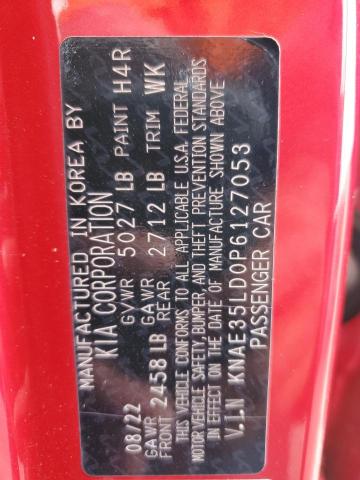 MANUFACTURED IN KOREA BY
KIA CORPORATION
08/22 GVWR 5027 LB PAINT H4R
GAWR FRONT 2458 LB GAWR REAR 2712 LB TRIM WK
THIS VEHICLE CONFORMS TO ALL APPLICABLE U.S.A. FEDERAL
MOTOR VEHICLE SAFETY, BUMPER, AND THEFT PREVENTION STANDARDS
IN EFFECT ON THE DATE OF MANUFACTURE SHOWN ABOVE
V.I.N KNAE35LD0P6127053
PASSENGER CAR